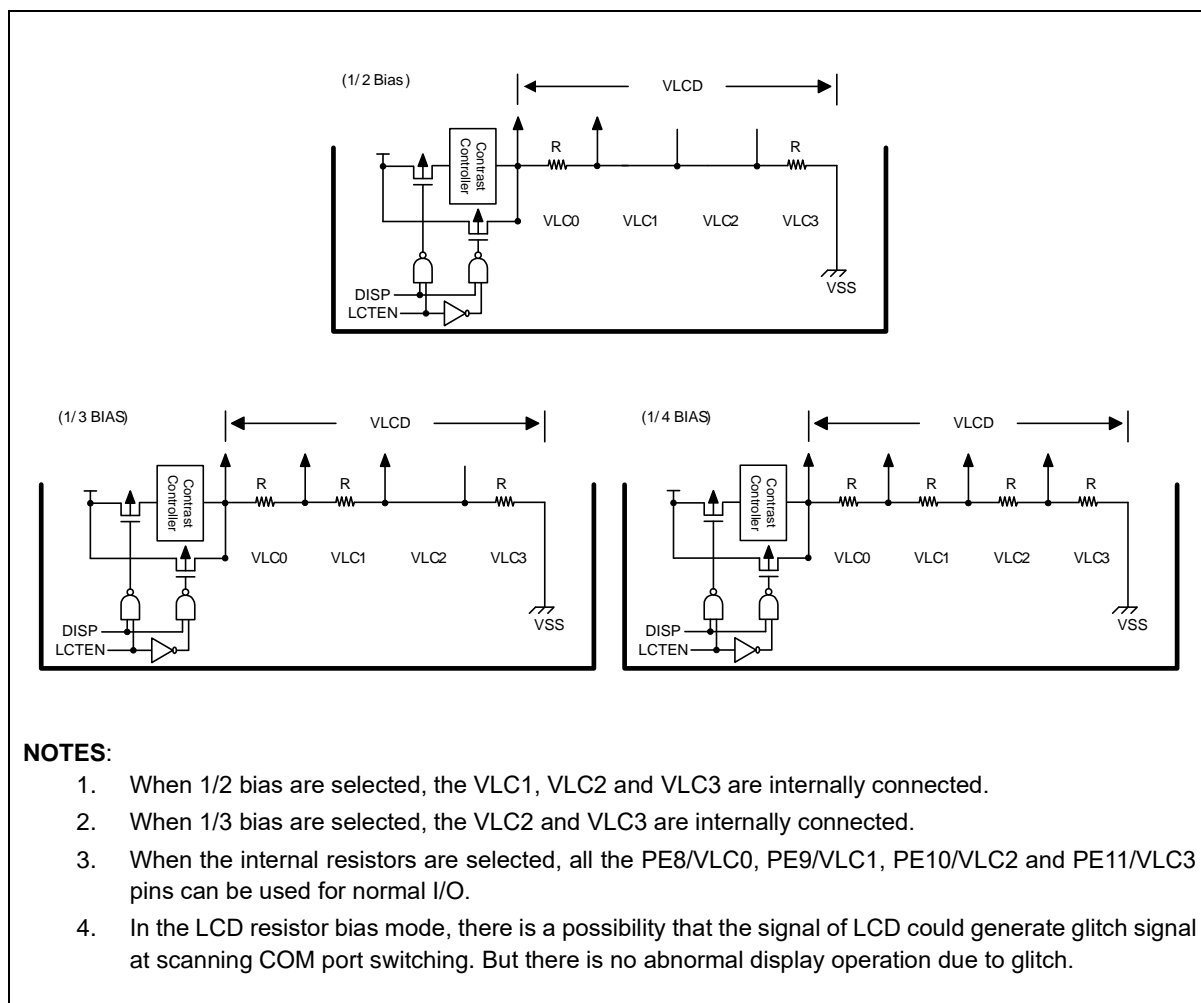 (1/2 Bias)
VLCD
Contrast
Controller
R
R
VLC0
VLC1
VLC2
VLC3
DISP
LCTEN
VSS
(1/3 BIAS)
VLCD
Contrast
Controller
R
R
R
VLC0
VLC1
VLC2
VLC3
DISP
LCTEN
VSS
(1/4 BIAS)
VLCD
Contrast
Controller
R
R
R
R
VLC0
VLC1
VLC2
VLC3
DISP
LCTEN
VSS
NOTES:
1. When 1/2 bias are selected, the VLC1, VLC2 and VLC3 are internally connected.
2. When 1/3 bias are selected, the VLC2 and VLC3 are internally connected.
3. When the internal resistors are selected, all the PE8/VLC0, PE9/VLC1, PE10/VLC2 and PE11/VLC3
pins can be used for normal I/O.
4. In the LCD resistor bias mode, there is a possibility that the signal of LCD could generate glitch signal
at scanning COM port switching. But there is no abnormal display operation due to glitch.